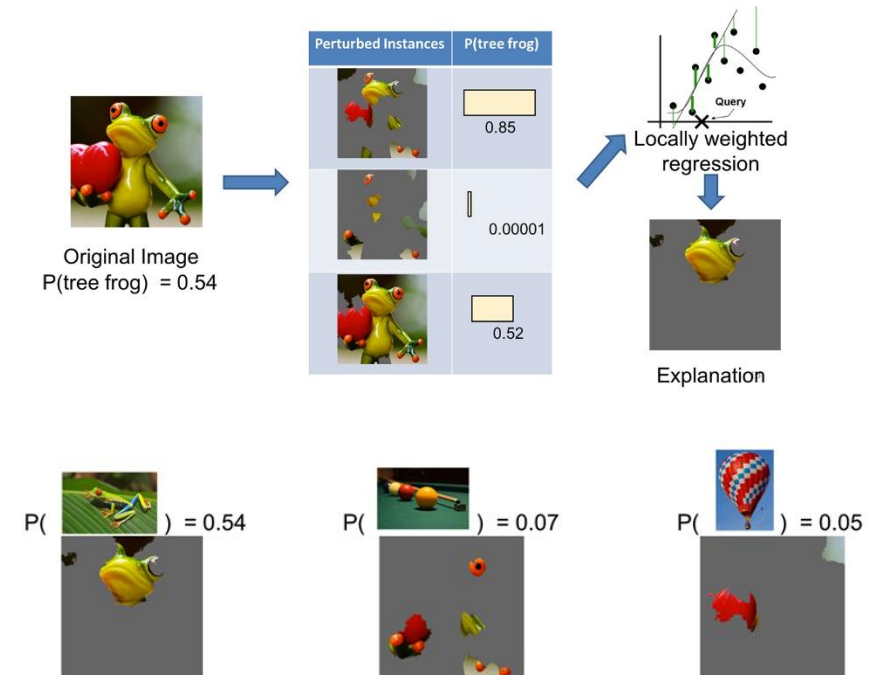 Perturbed Instances P(tree frog)
0.85
0.00001
0.52
Original Image
P(tree frog) = 0.54
Query
Locally weighted
regression
Explanation
P( ) = 0.54
P( ) = 0.07
P( ) = 0.05